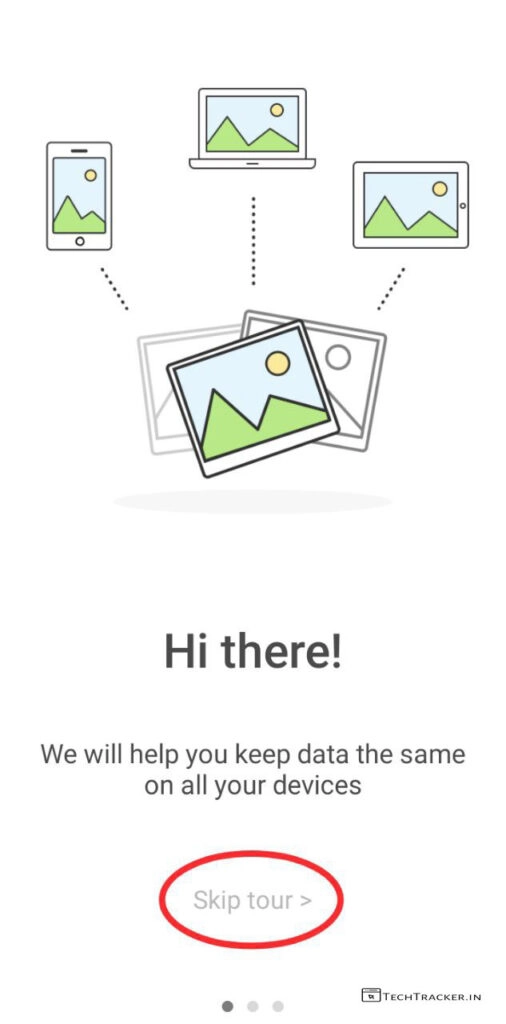 Hi there!
We will help you keep data the same
on all your devices
Skip tour >
TechTracker.in